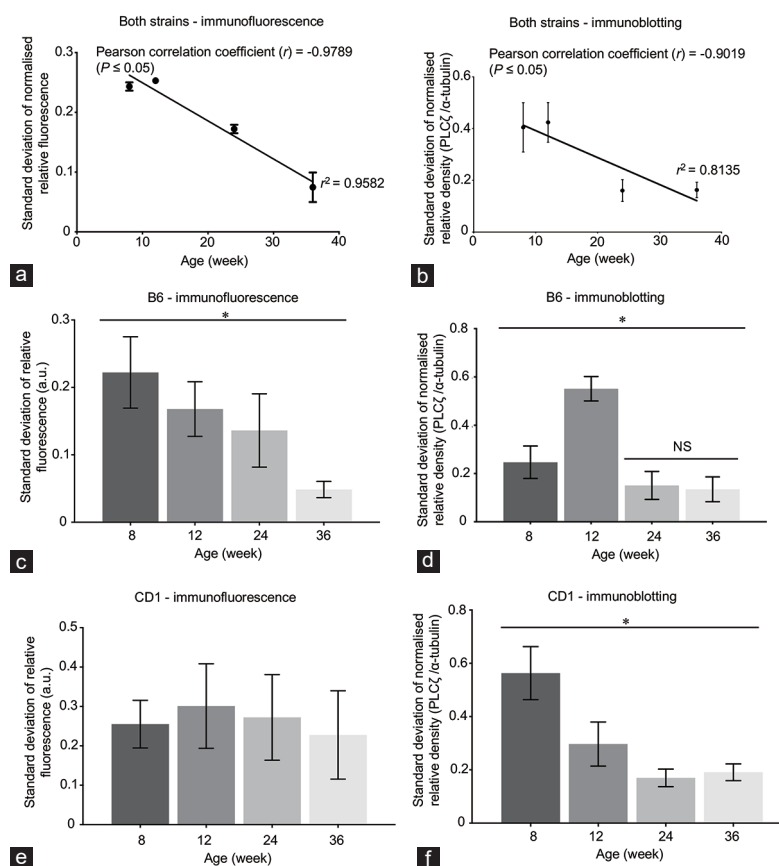 Both strains - immunofluorescence
Pearson correlation coefficient (r) = -0.9789
(P ≤ 0.05)
Standard deviation of normalised
relative fluorescence
0.3
0.2
0.1
0
r² = 0.9582
0 10 20 30 40
Age (week)
a
Both strains - immunoblotting
Pearson correlation coefficient (r) = -0.9019
(P ≤ 0.05)
Standard deviation of normalised
relative density (PLCζ /α-tubulin)
0.6
0.4
0.2
0
r² = 0.8135
0 10 20 30 40
Age (week)
b
B6 - immunofluorescence
*
Standard deviation of relative
fluorescence (a.u.)
0.3
0.2
0.1
0
8 12 24 36
Age (week)
c
B6 - immunoblotting
*
NS
Standard deviation of normalised
relative density (PLCζ /α-tubulin)
0.8
0.6
0.4
0.2
0
8 12 24 36
Age (week)
d
CD1 - immunofluorescence
Standard deviation of relative
fluorescence (a.u.)
0.5
0.4
0.3
0.2
0.1
0
8 12 24 36
Age (week)
e
CD1 - immunoblotting
*
Standard deviation of normalised
relative density (PLCζ /α-tubulin)
0.8
0.6
0.4
0.2
0
8 12 24 36
Age (week)
f